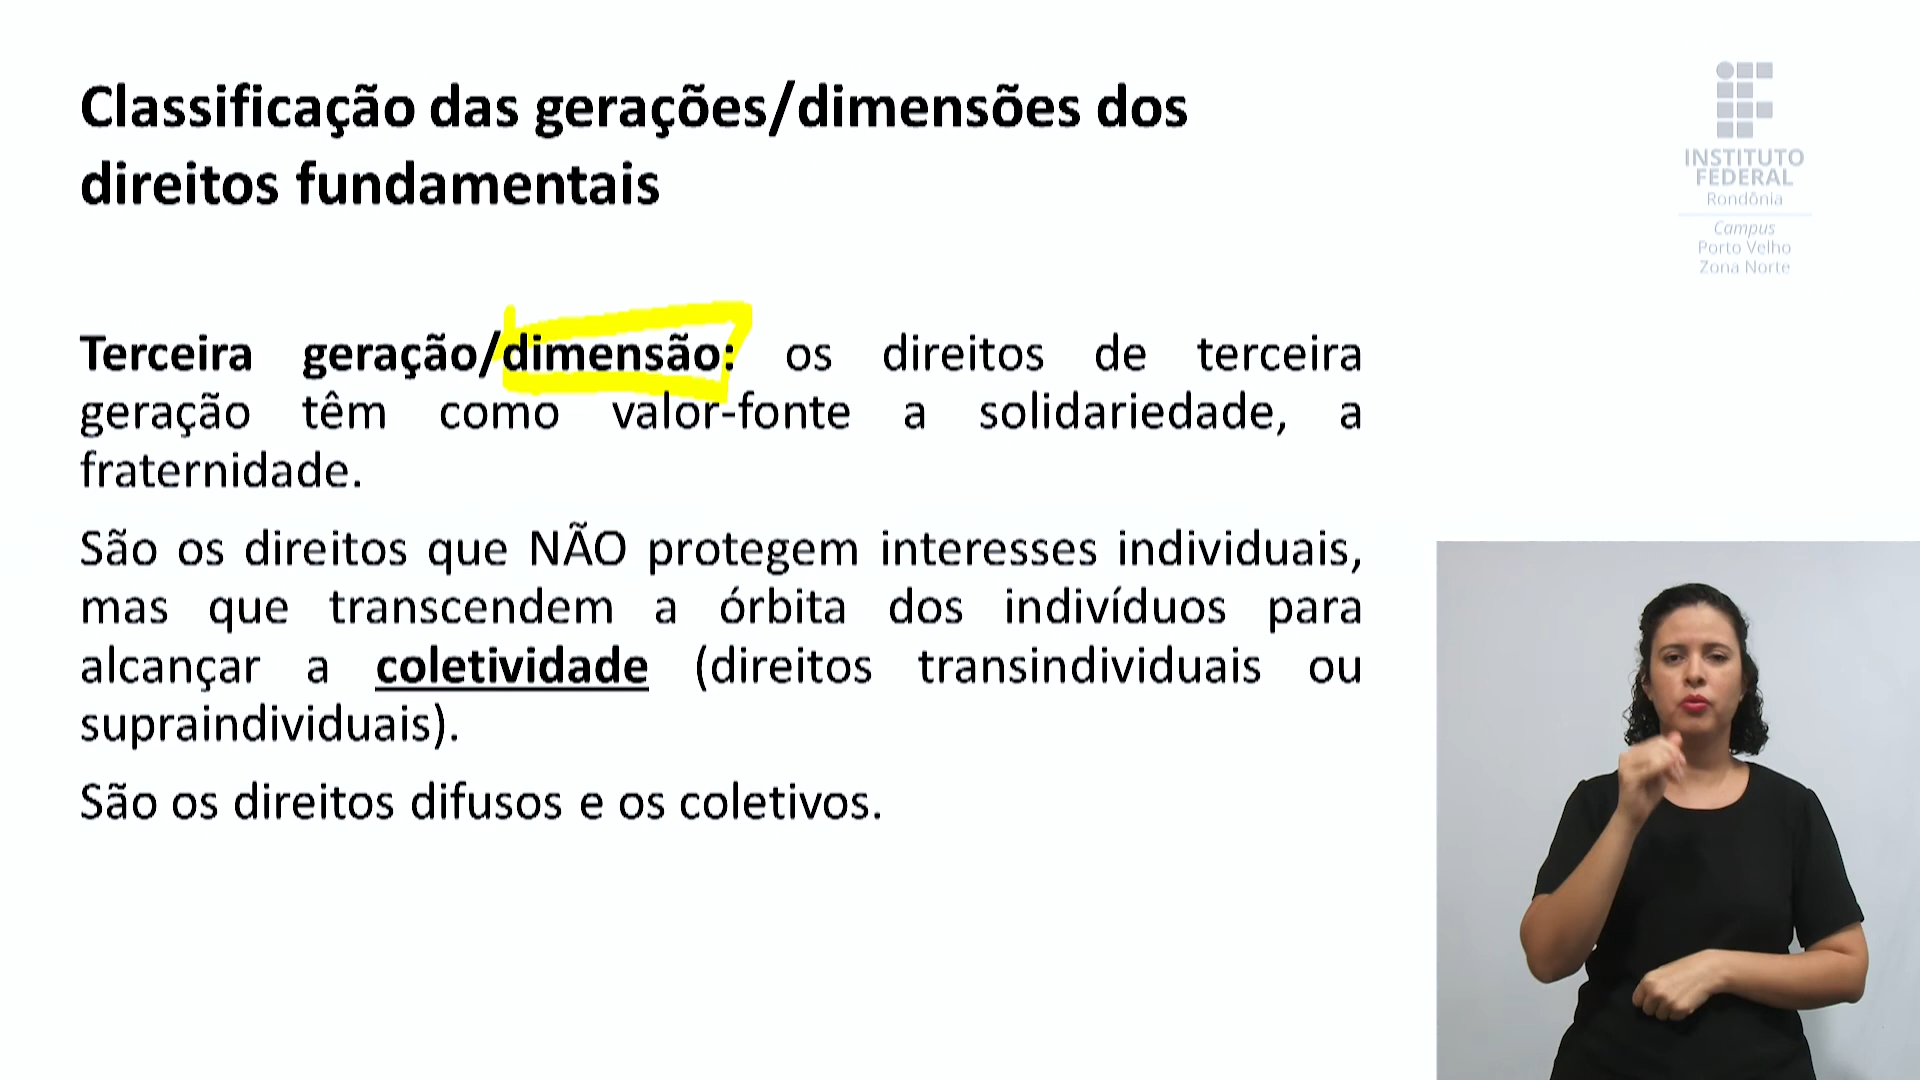 Classificação das gerações/dimensões dos
direitos fundamentais
INSTITUTO
FEDERAL
Rondônia
Campus
Porto Velho
Zona Norte
Terceira geração/dimensão: os direitos de terceira
geração têm como valor-fonte a solidariedade, a
fraternidade.
São os direitos que NÃO protegem interesses individuais,
mas que transcendem a órbita dos indivíduos para
alcançar a coletividade (direitos transindividuais ou
supraindividuais).
São os direitos difusos e os coletivos.